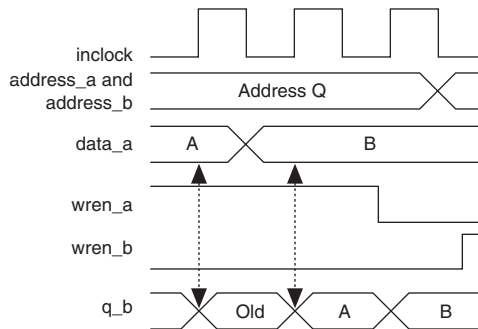 inclock
address_a and
address_b
Address Q
data_a
A
B
wren_a
wren_b
q_b
Old
A
B